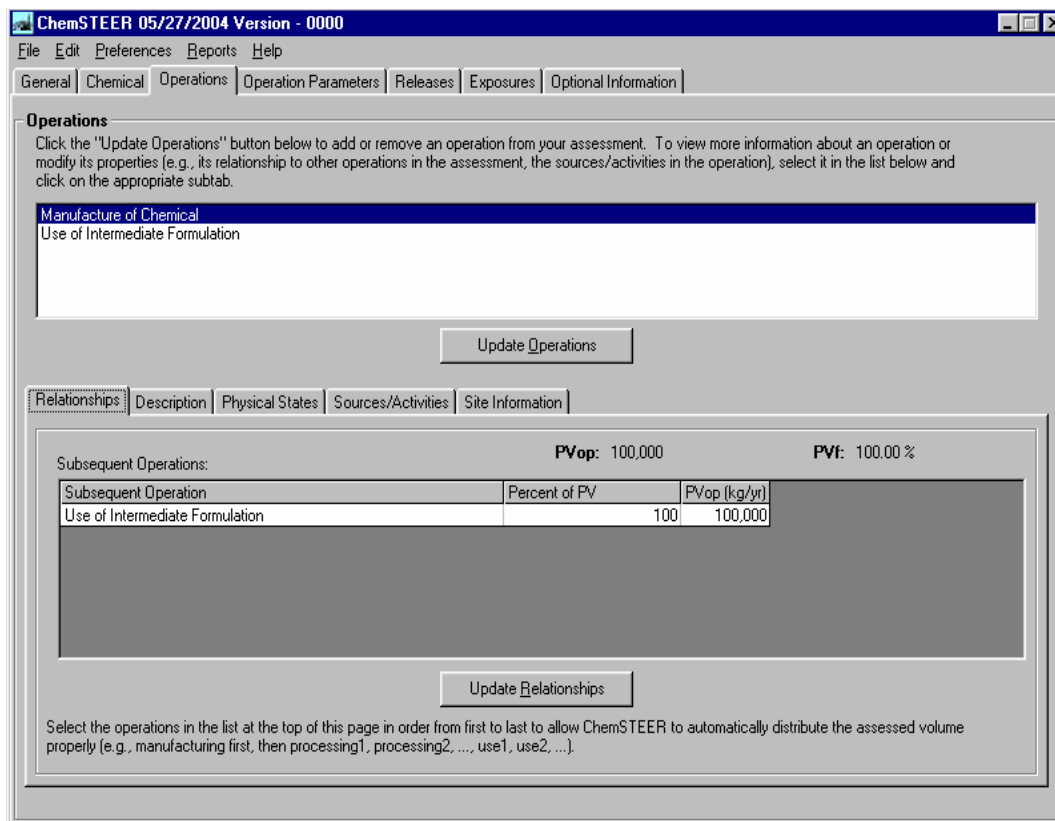 ChemSTEER 05/27/2004 Version - 0000
File Edit Preferences Reports Help
General Chemical Operations Operation Parameters Releases Exposures Optional Information
Operations
Click the "Update Operations" button below to add or remove an operation from your assessment. To view more information about an operation or
modify its properties (e.g., its relationship to other operations in the assessment, the sources/activities in the operation), select it in the list below and
click on the appropriate subtab.
Manufacture of Chemical
Use of Intermediate Formulation
Update Operations
Relationships Description Physical States Sources/Activities Site Information
PVop: 100,000 PVf: 100.00 %
Subsequent Operations:
Subsequent Operation Percent of PV PVop (kg/yr)
Use of Intermediate Formulation 100 100,000
Update Relationships
Select the operations in the list at the top of this page in order from first to last to allow ChemSTEER to automatically distribute the assessed volume
properly (e.g., manufacturing first, then processing1, processing2, ..., use1, use2, ...).